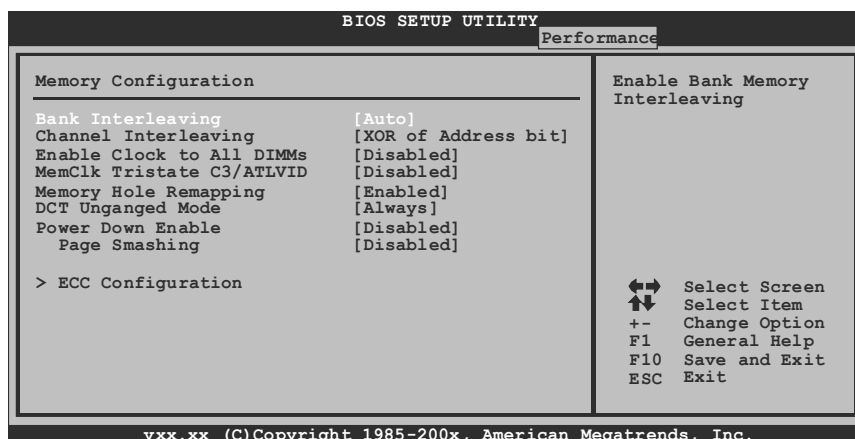 BIOS SETUP UTILITY
Performance
Memory Configuration
Bank Interleaving [Auto]
Channel Interleaving [XOR of Address bit]
Enable Clock to All DIMMs [Disabled]
MemClk Tristate C3/ATLVID [Disabled]
Memory Hole Remapping [Enabled]
DCT Unganged Mode [Always]
Power Down Enable [Disabled]
Page Smashing [Disabled]
> ECC Configuration
Enable Bank Memory
Interleaving
Select Screen
Select Item
+- Change Option
F1 General Help
F10 Save and Exit
ESC Exit
vxx.xx (C)Copyright 1985-200x, American Megatrends, Inc.